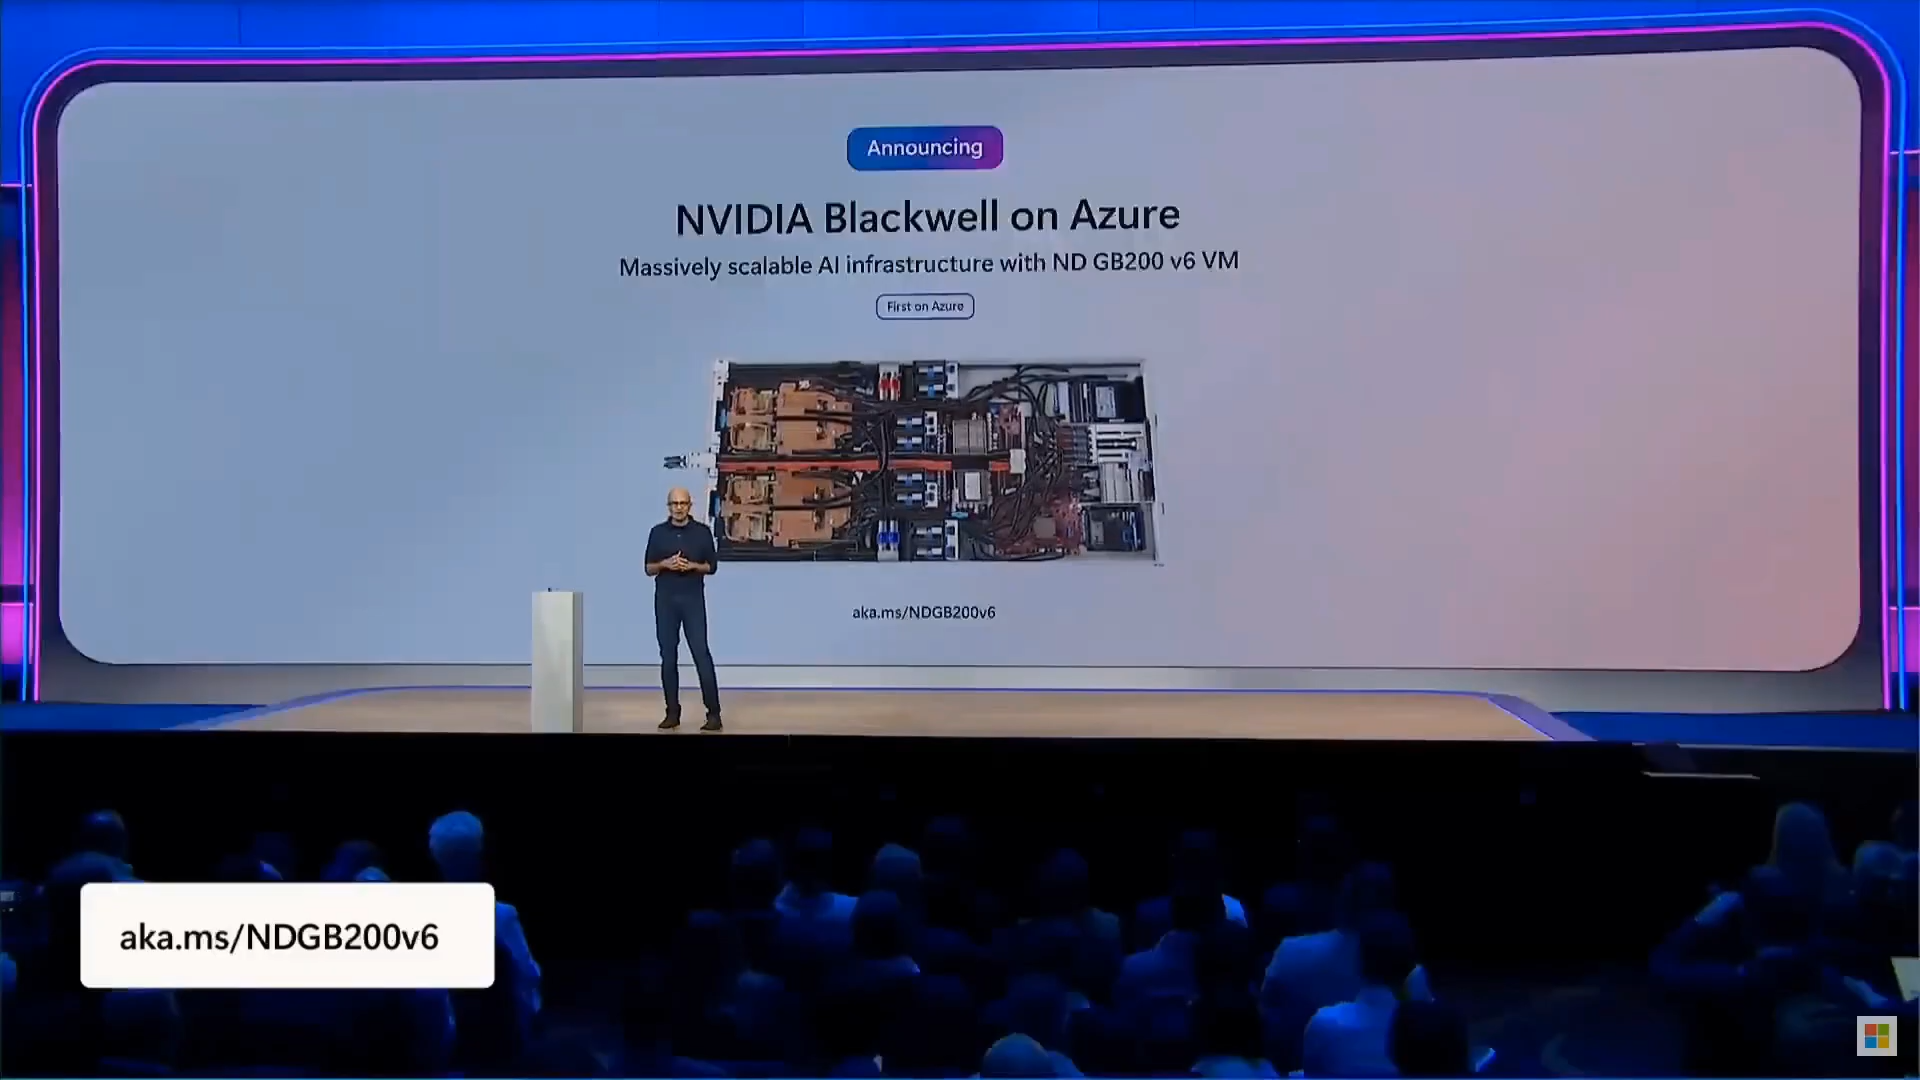 Announcing
NVIDIA Blackwell on Azure
Massively scalable AI infrastructure with ND GB200 v6 VM
First on Azure
aka.ms/NDGB200v6
aka.ms/NDGB200v6